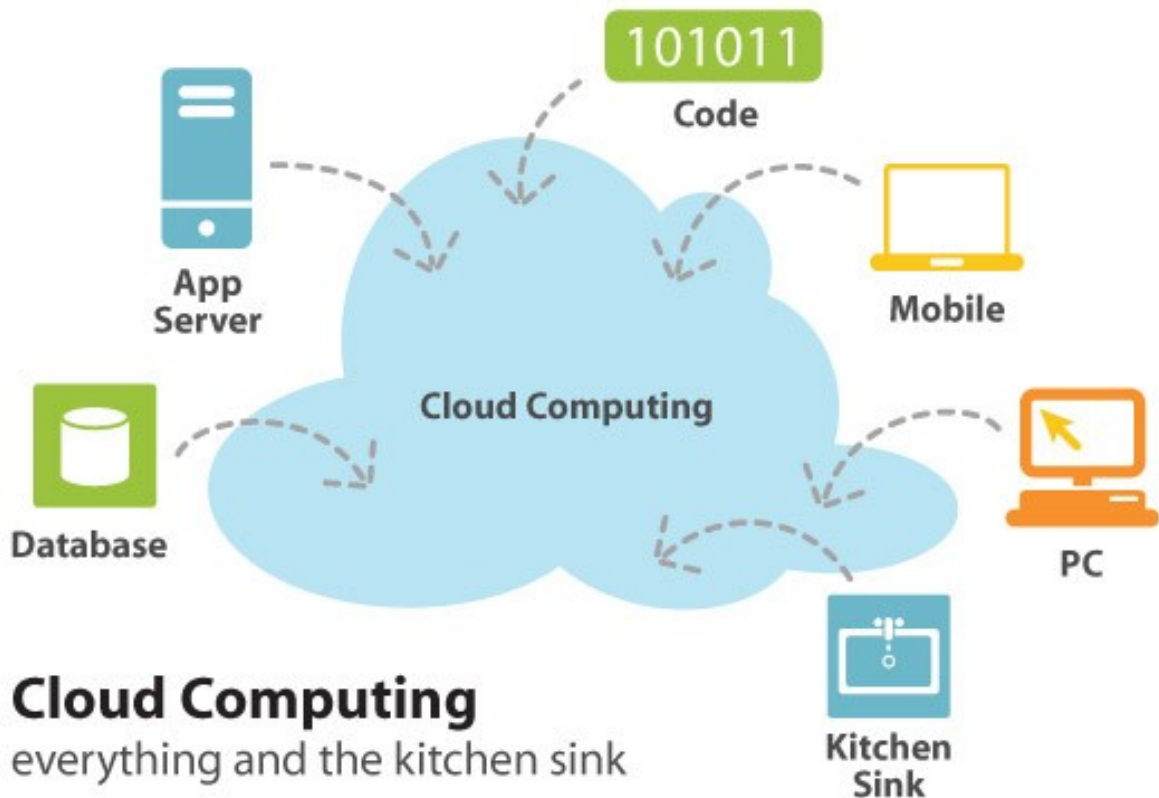 101011
Code
App
Server
Mobile
Cloud Computing
Database
PC
Kitchen
Sink
Cloud Computing
everything and the kitchen sink